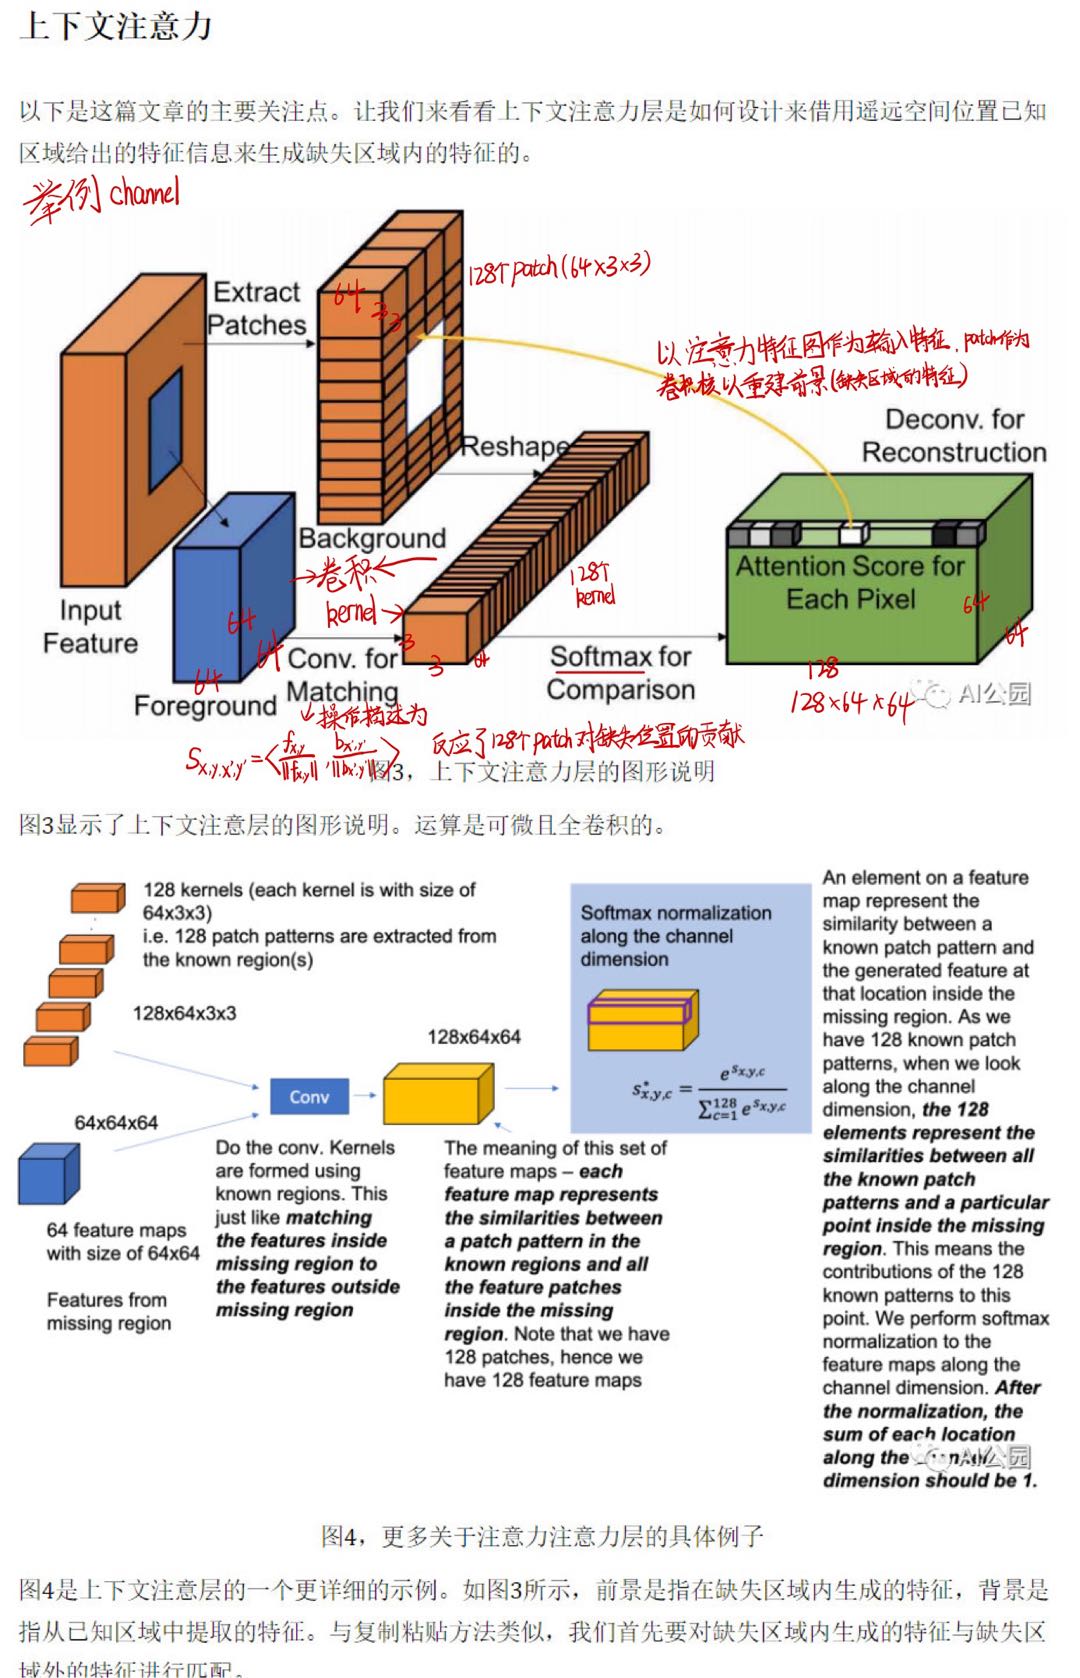 上下文注意力
以下是这篇文章的主要关注点。让我们来看看上下文注意力层是如何设计来借用遥远空间位置已知
区域给出的特征信息来生成缺失区域内的特征的。
举例 channel
128个patch(64×3×3)
Extract
Patches
64
3
3
以注意力特征图作为输入特征,patch作为
卷积核以重建前景(缺失区域的特征)
Deconv. for
Reconstruction
Reshape
Background
→卷积←
kernel→
128个
kernel
Attention Score for
Each Pixel
Input
Feature
64
64
64
Foreground
Conv. for
Matching
3
3
64
Softmax for
Comparison
64
64
128
128×64×64
AI公园
操作描述为
S_{x,y,x',y'}=<f_{x,y}/||f_{x,y}||, b_{x',y'}/||b_{x',y'}||>
反应了128个patch对缺失位置的贡献
图3，上下文注意力层的图形说明
图3显示了上下文注意层的图形说明。运算是可微且全卷积的。
128 kernels (each kernel is with size of
64x3x3)
i.e. 128 patch patterns are extracted from
the known region(s)
128x64x3x3
64x64x64
64 feature maps
with size of 64x64
Features from
missing region
Conv
Do the conv. Kernels
are formed using
known regions. This
just like matching
the features inside
missing region to
the features outside
missing region
128x64x64
The meaning of this set of
feature maps – each
feature map represents
the similarities between
a patch pattern in the
known regions and all
the feature patches
inside the missing
region. Note that we have
128 patches, hence we
have 128 feature maps
Softmax normalization
along the channel
dimension
s*_{x,y,c} = e^{s_{x,y,c}} / ∑_{c=1}^{128} e^{s_{x,y,c}}
An element on a feature
map represent the
similarity between a
known patch pattern and
the generated feature at
that location inside the
missing region. As we
have 128 known patch
patterns, when we look
along the channel
dimension, the 128
elements represent the
similarities between all
the known patch
patterns and a particular
point inside the missing
region. This means the
contributions of the 128
known patterns to this
point. We perform softmax
normalization to the
feature maps along the
channel dimension. After
the normalization, the
sum of each location
along the channel
dimension should be 1.
AI公园
图4，更多关于注意力注意力层的具体例子
图4是上下文注意层的一个更详细的示例。如图3所示，前景是指在缺失区域内生成的特征，背景是
指从已知区域中提取的特征。与复制粘贴方法类似，我们首先要对缺失区域内生成的特征与缺失区
域外的特征进行匹配。